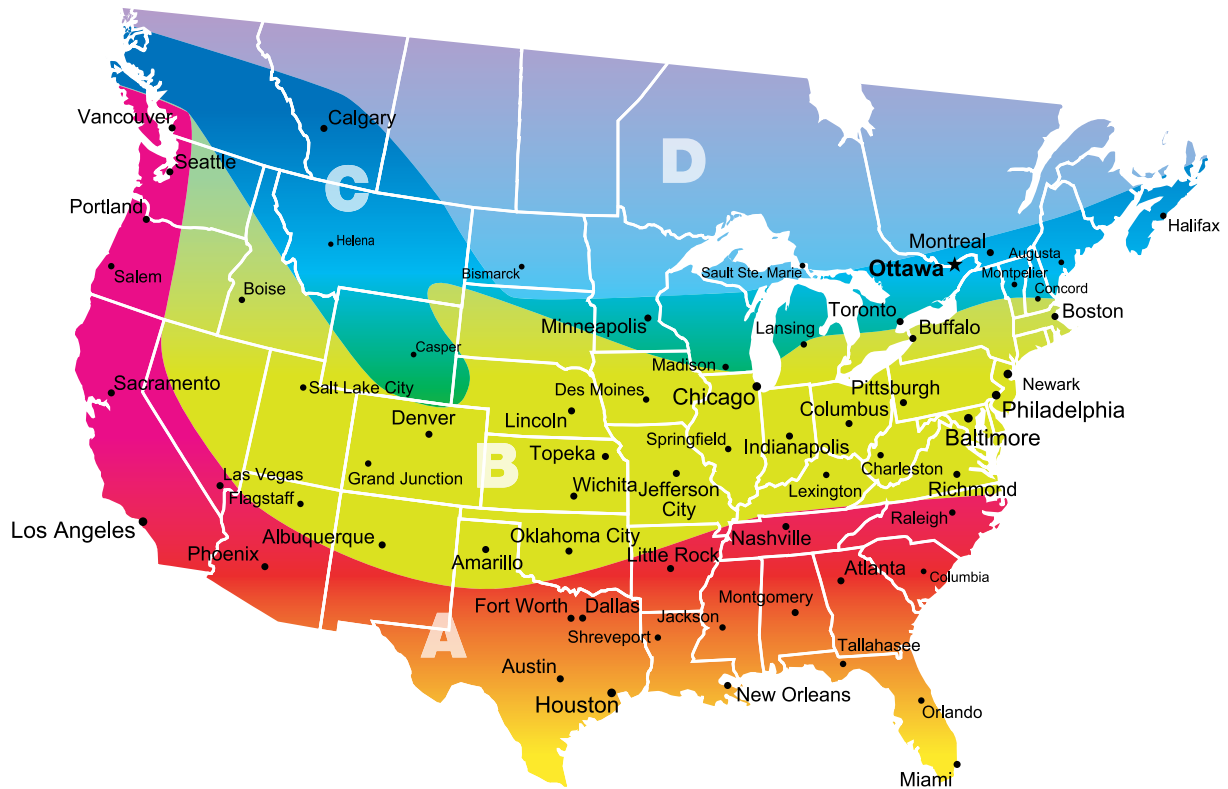 D
Vancouver
Calgary
C
Seattle
Portland
Halifax
Helena
Montreal
Augusta
Salem
Bismarck
Sault Ste. Marie
Ottawa
Montpelier
Boise
Concord
Toronto
Boston
Minneapolis
Lansing
Buffalo
Casper
Madison
Sacramento
Salt Lake City
Des Moines
Chicago
Pittsburgh
Newark
Denver
Lincoln
Columbus
Philadelphia
Springfield
Indianapolis
Baltimore
B
Topeka
Las Vegas
Grand Junction
Charleston
Flagstaff
Wichita
Jefferson
City
Lexington
Richmond
Los Angeles
Raleigh
Albuquerque
Oklahoma City
Nashville
Phoenix
Amarillo
Little Rock
Atlanta
Columbia
Fort Worth
Dallas
Montgomery
A
Shreveport
Jackson
Tallahasee
Austin
Houston
New Orleans
Orlando
Miami